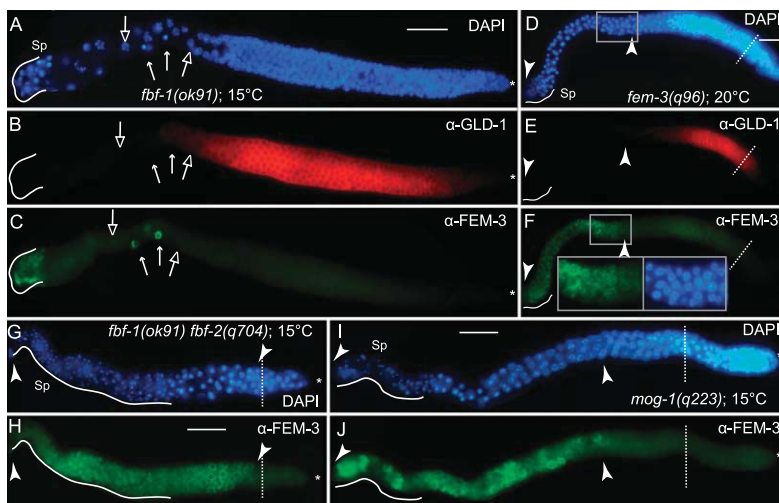 A
DAPI
Sp
fbf-1(ok91); 15°C
*
B
α-GLD-1
*
C
α-FEM-3
*
D
DAPI
Sp
fem-3(q96); 20°C
E
α-GLD-1
F
α-FEM-3
G
fbf-1(ok91) fbf-2(q704); 15°C
Sp
*
DAPI
H
α-FEM-3
*
I
DAPI
Sp
mog-1(q223); 15°C
J
α-FEM-3
*